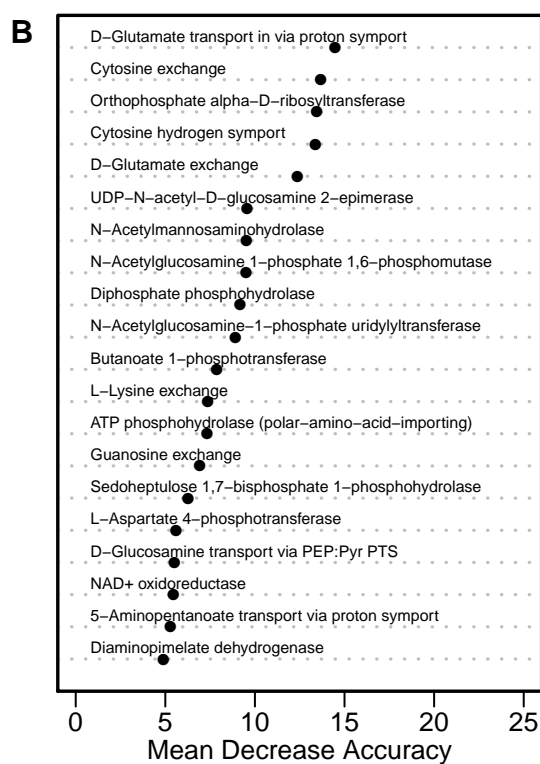 B
D−Glutamate transport in via proton symport
Cytosine exchange
Orthophosphate alpha−D−ribosyltransferase
Cytosine hydrogen symport
D−Glutamate exchange
UDP−N−acetyl−D−glucosamine 2−epimerase
N−Acetylmannosaminohydrolase
N−Acetylglucosamine 1−phosphate 1,6−phosphomutase
Diphosphate phosphohydrolase
N−Acetylglucosamine−1−phosphate uridylyltransferase
Butanoate 1−phosphotransferase
L−Lysine exchange
ATP phosphohydrolase (polar−amino−acid−importing)
Guanosine exchange
Sedoheptulose 1,7−bisphosphate 1−phosphohydrolase
L−Aspartate 4−phosphotransferase
D−Glucosamine transport via PEP:Pyr PTS
NAD+ oxidoreductase
5−Aminopentanoate transport via proton symport
Diaminopimelate dehydrogenase
0 5 10 15 20 25
Mean Decrease Accuracy